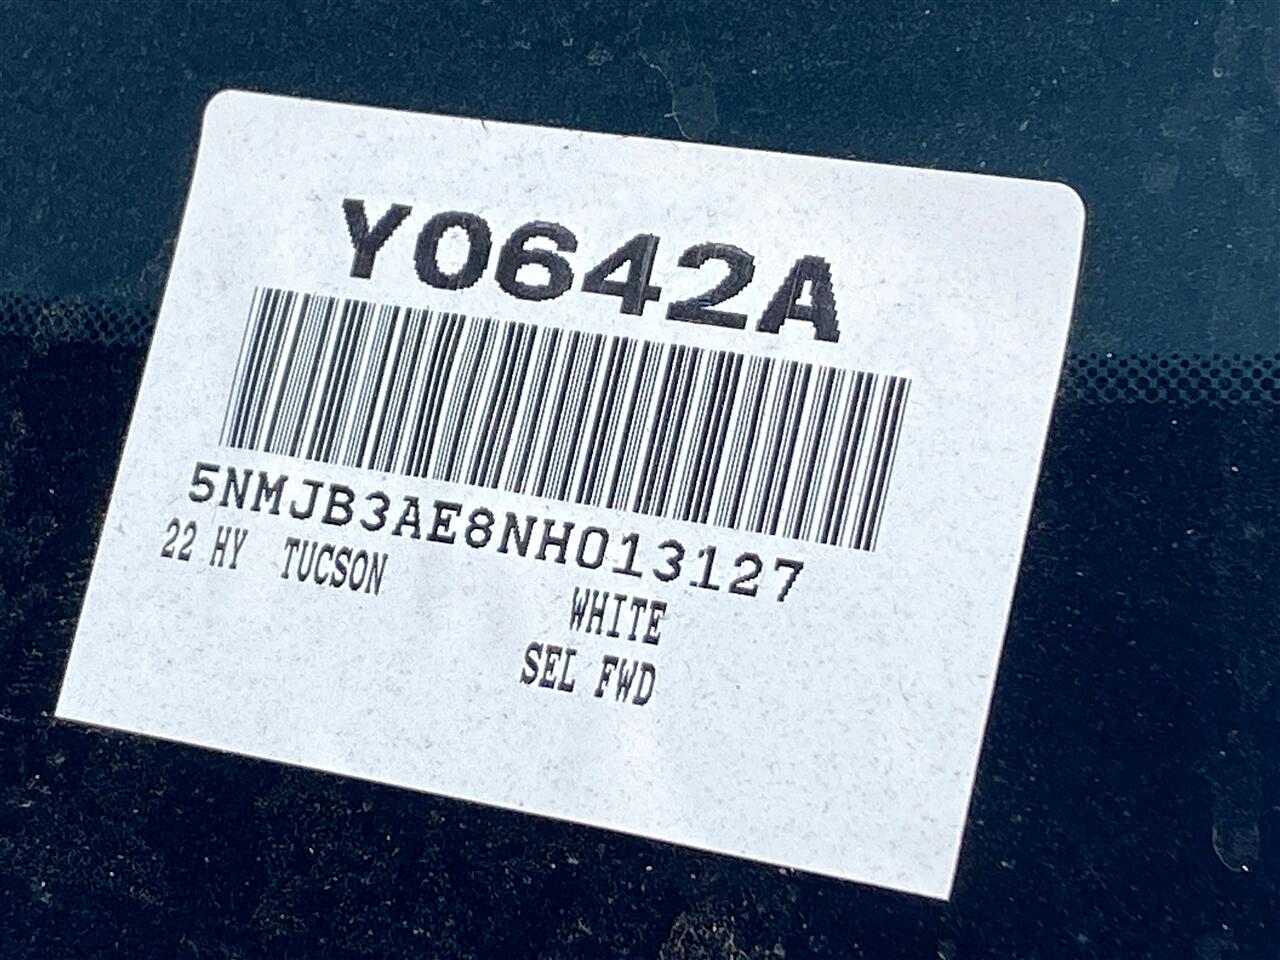 Y0642A
5NMJB3AE8NH013127
22 HY TUCSON
WHITE
SEL FWD